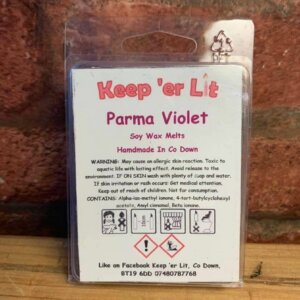 Keep 'er Lit
Parma Violet
Soy Wax Melts
Handmade In Co Down
WARNING: May cause an allergic skin reaction. Toxic to
aquatic life with lasting effect. Avoid release to the
environment. IF ON SKIN wash with plenty of soap and water.
If skin irritation or rash occurs: Get medical attention.
Keep out of reach of children. Not for consumption.
CONTAINS: Alpha-iso-methyl ionone, 4-tert-butylcyclohexyl
acetate, Amyl cinnamal, Beta ionone.
Like on Facebook Keep 'er Lit, Co Down,
BT19 6DD 07480787768